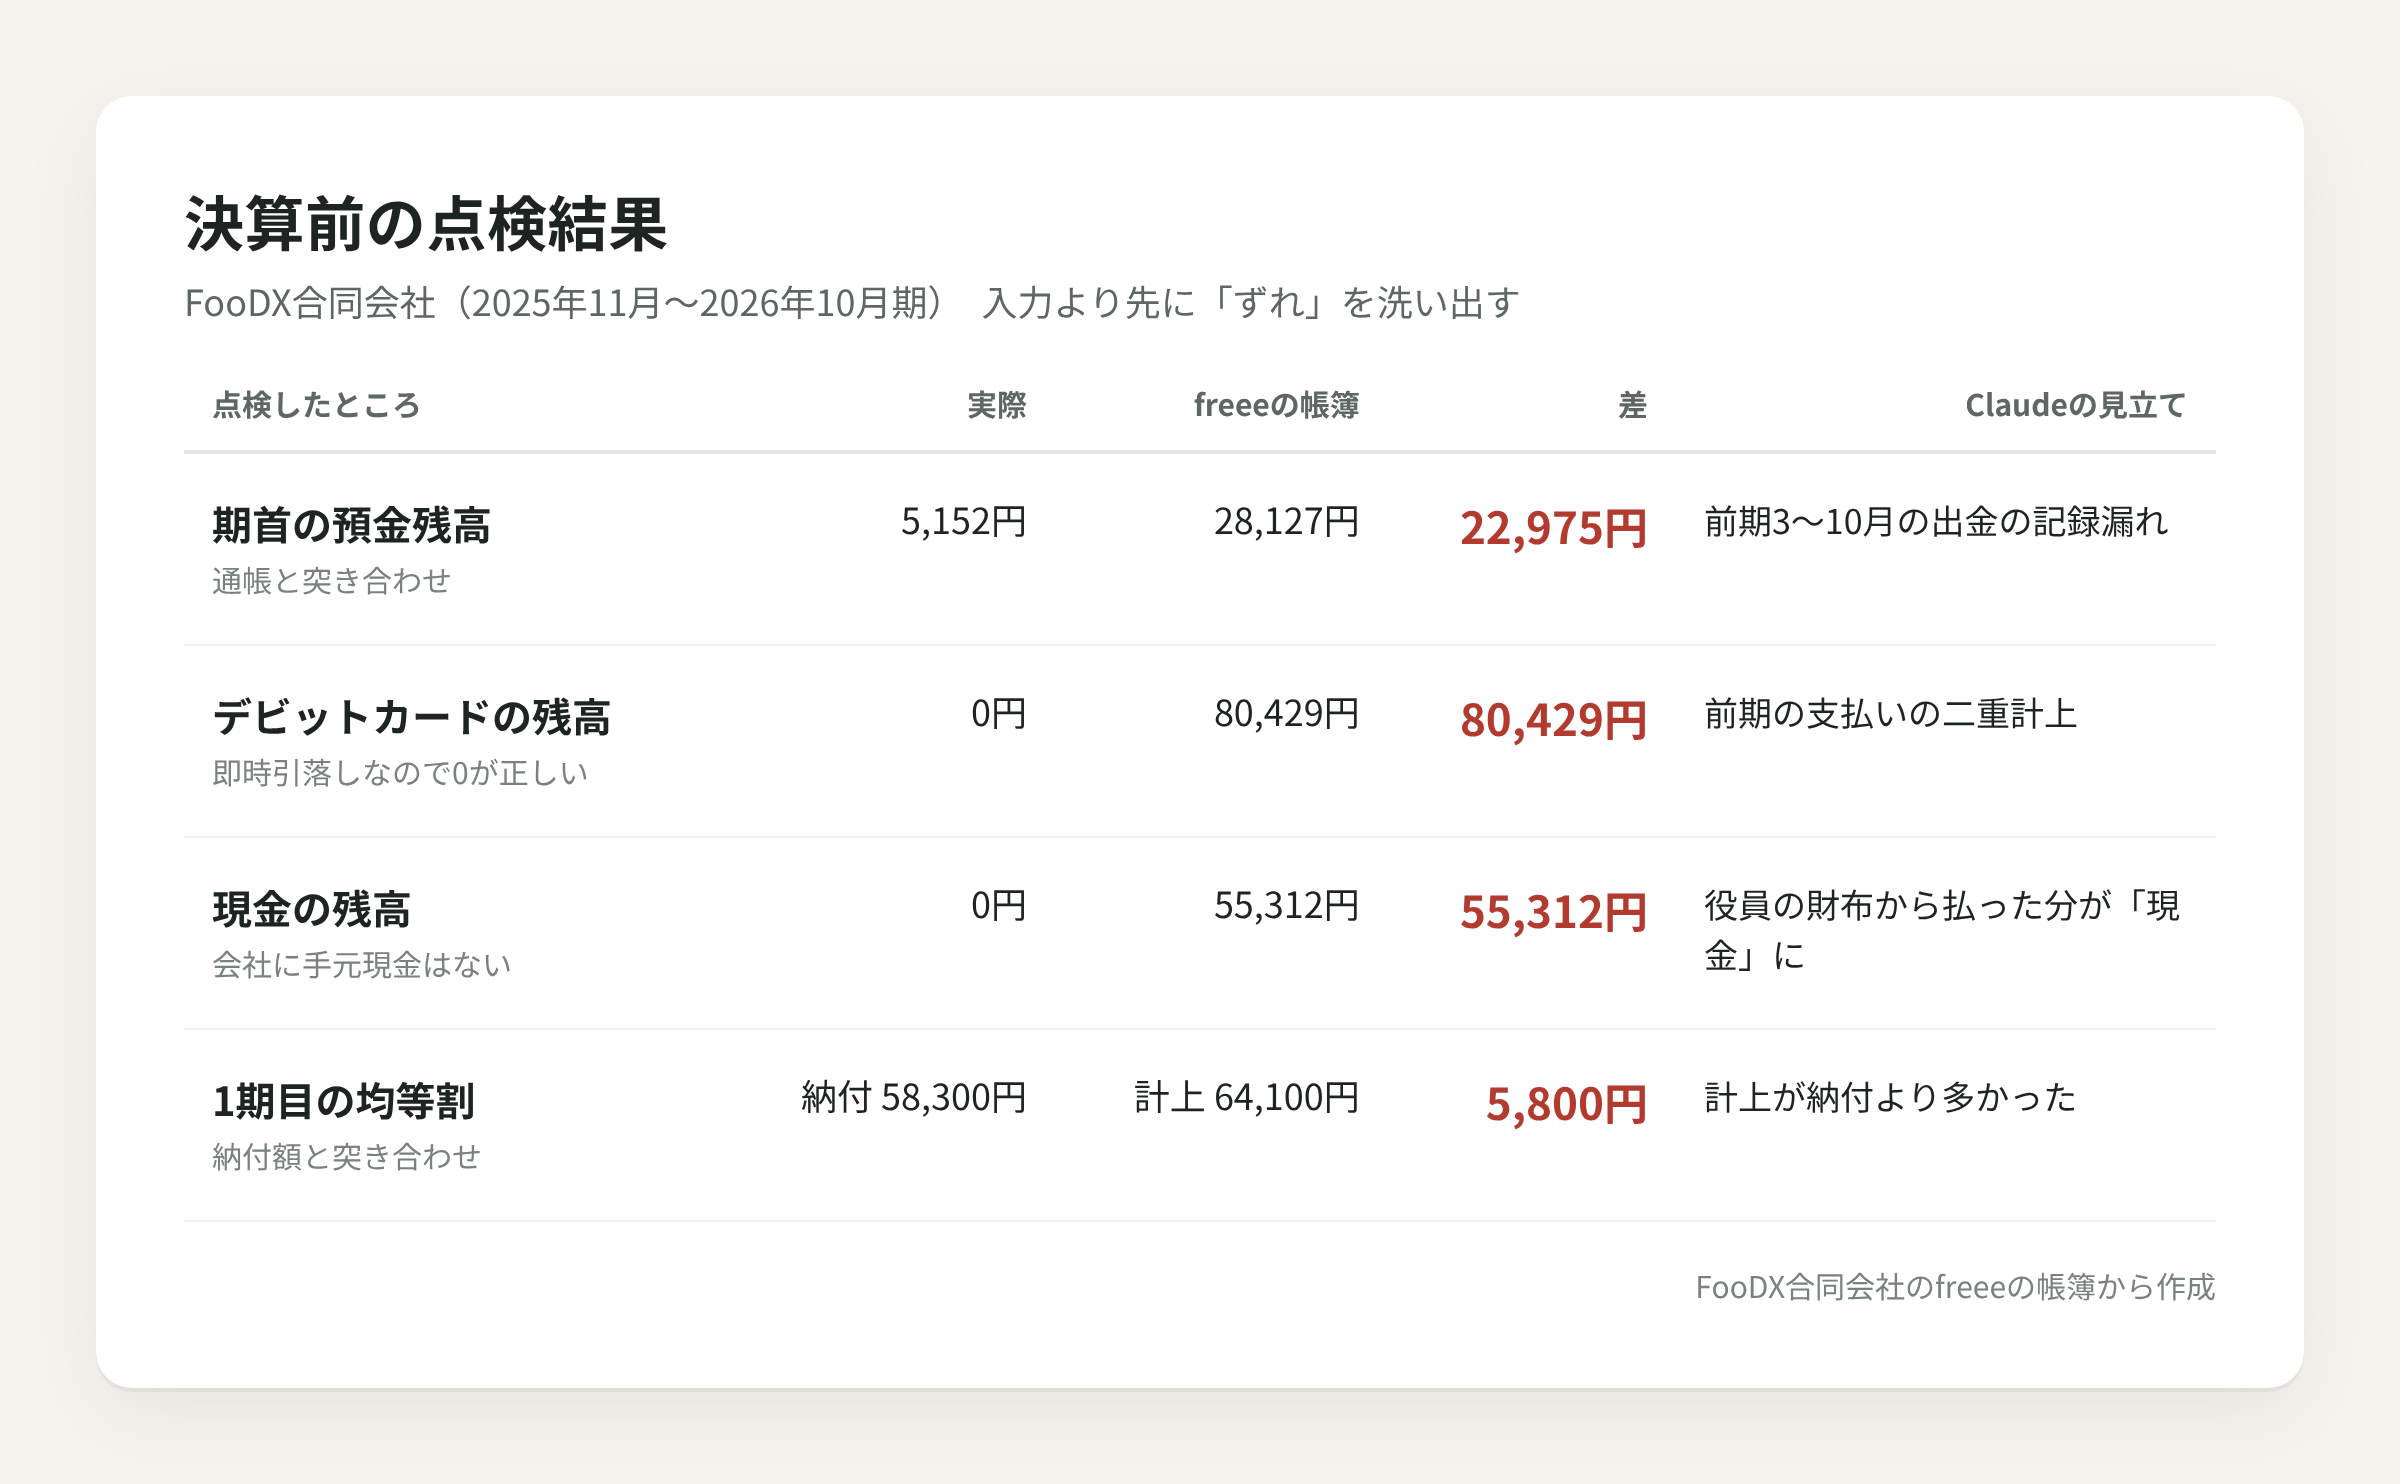 決算前の点検結果
FooDX合同会社（2025年11月〜2026年10月期）　入力より先に「ずれ」を洗い出す
点検したところ　実際　freeeの帳簿　差　Claudeの見立て
期首の預金残高　5,152円　28,127円　22,975円　前期3〜10月の出金の記録漏れ
通帳と突き合わせ
デビットカードの残高　0円　80,429円　80,429円　前期の支払いの二重計上
即時引落しなので0が正しい
現金の残高　0円　55,312円　55,312円　役員の財布から払った分が「現
金」に
会社に手元現金はない
1期目の均等割　納付 58,300円　計上 64,100円　5,800円　計上が納付より多かった
納付額と突き合わせ
FooDX合同会社のfreeeの帳簿から作成